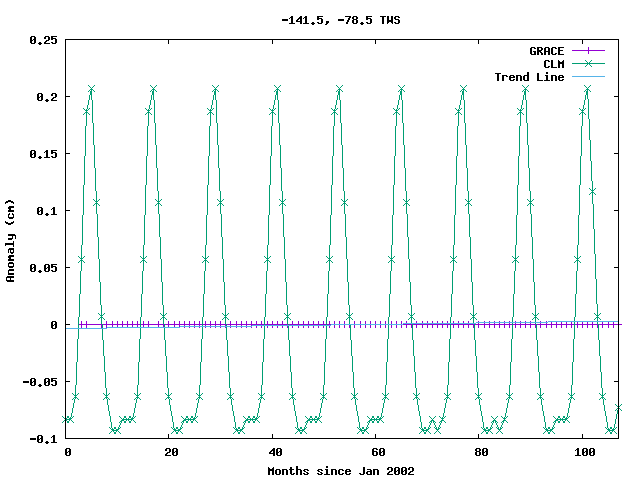 -141.5, -78.5 TWS
GRACE
CLM
Trend Line
0.25
0.2
0.15
0.1
0.05
0
-0.05
-0.1
Anomaly (cm)
0 20 40 60 80 100
Months since Jan 2002